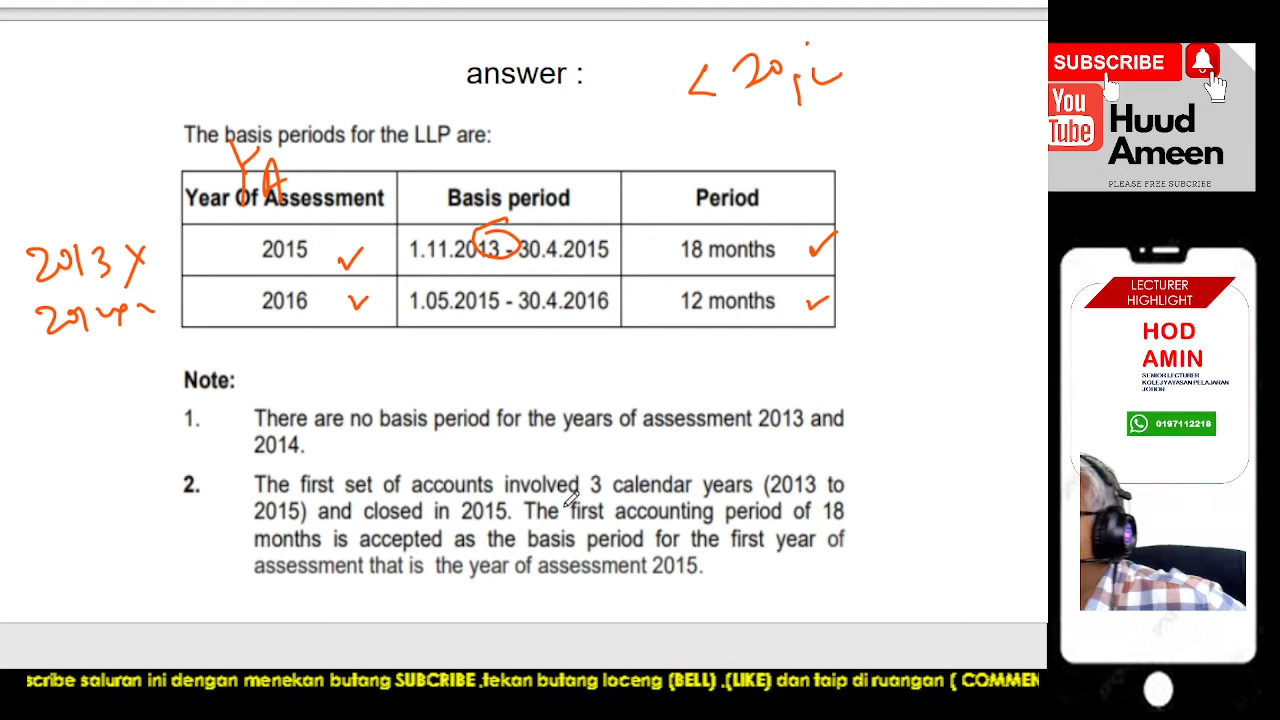 answer :
The basis periods for the LLP are:
YA
Year Of Assessment Basis period Period
2015 1.11.2013 - 30.4.2015 18 months
2013 X
2016 1.05.2015 - 30.4.2016 12 months
Note:
1. There are no basis period for the years of assessment 2013 and
2014.
2. The first set of accounts involved 3 calendar years (2013 to
2015) and closed in 2015. The first accounting period of 18
months is accepted as the basis period for the first year of
assessment that is the year of assessment 2015.
SUBSCRIBE
You
Tube
Huud
Ameen
PLEASE FREE SUBCRIBE
LECTURER
HIGHLIGHT
HOD
AMIN
SENIOR LECTURER
KOLEJ YAYASAN PELAJARAN
JOHOR
0197112218
scribe saluran ini dengan menekan butang SUBCRIBE ,tekan butang loceng (BELL) ,(LIKE) dan taip di ruangan ( COMMEN